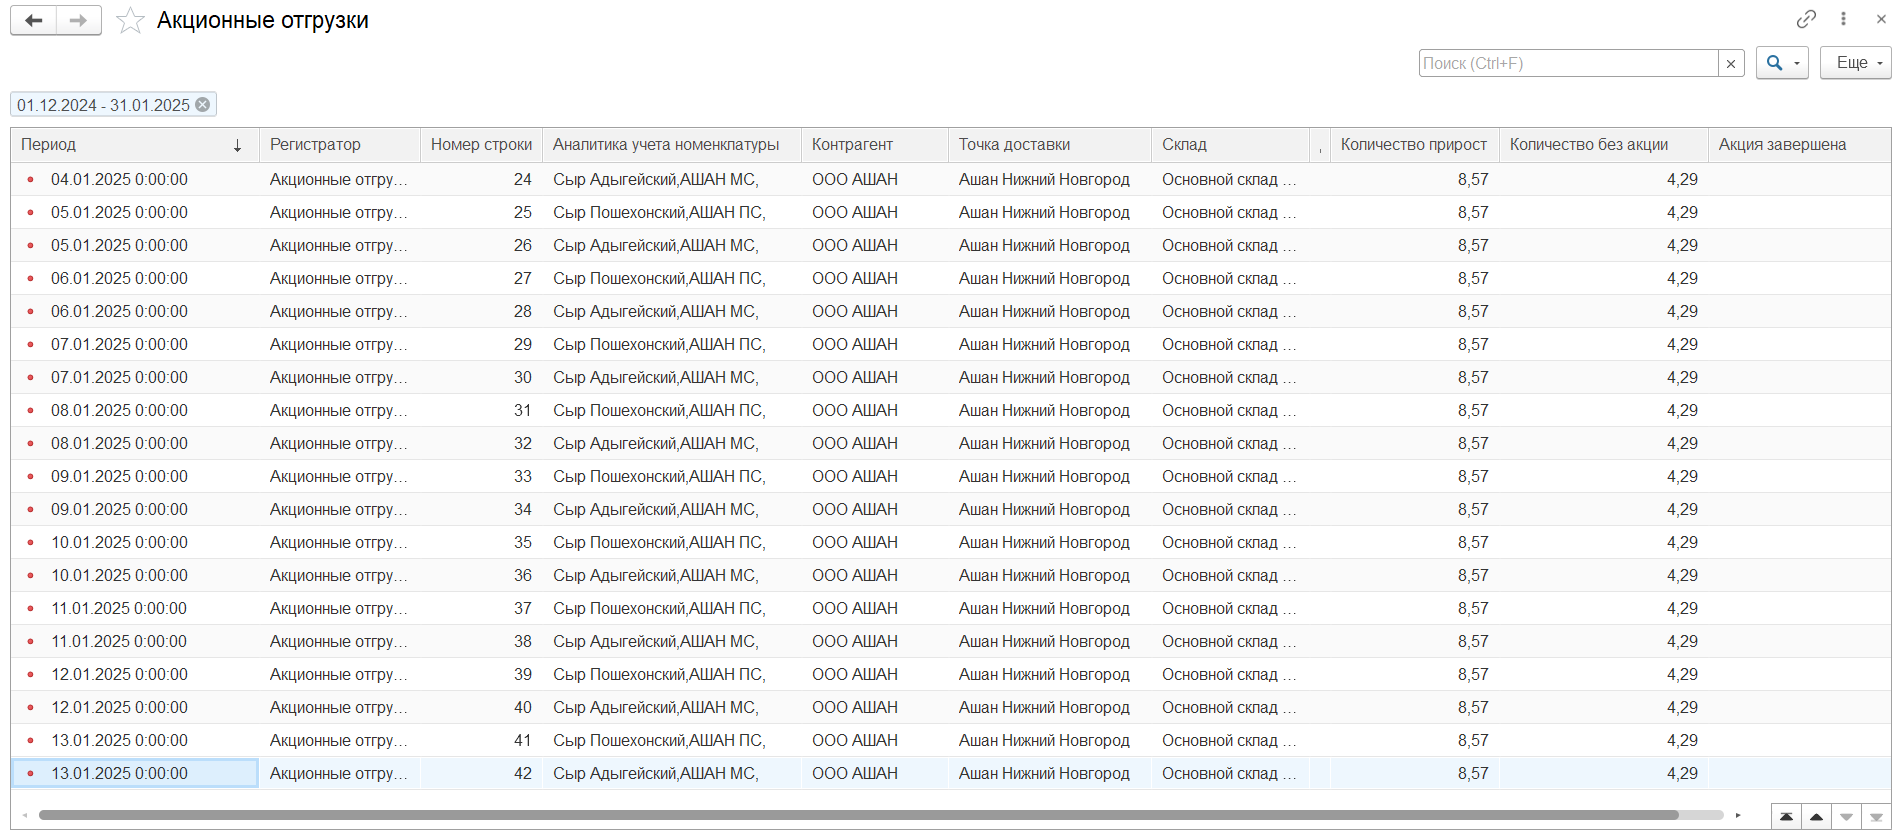 Акционные отгрузки
Поиск (Ctrl+F)
Еще
01.12.2024 - 31.01.2025
Период Регистратор Номер строки Аналитика учета номенклатуры Контрагент Точка доставки Склад Количество прирост Количество без акции Акция завершена
04.01.2025 0:00:00 Акционные отгру... 24 Сыр Адыгейский,АШАН МС, ООО АШАН Ашан Нижний Новгород Основной склад ... 8,57 4,29
05.01.2025 0:00:00 Акционные отгру... 25 Сыр Пошехонский,АШАН ПС, ООО АШАН Ашан Нижний Новгород Основной склад ... 8,57 4,29
05.01.2025 0:00:00 Акционные отгру... 26 Сыр Адыгейский,АШАН МС, ООО АШАН Ашан Нижний Новгород Основной склад ... 8,57 4,29
06.01.2025 0:00:00 Акционные отгру... 27 Сыр Пошехонский,АШАН ПС, ООО АШАН Ашан Нижний Новгород Основной склад ... 8,57 4,29
06.01.2025 0:00:00 Акционные отгру... 28 Сыр Адыгейский,АШАН МС, ООО АШАН Ашан Нижний Новгород Основной склад ... 8,57 4,29
07.01.2025 0:00:00 Акционные отгру... 29 Сыр Пошехонский,АШАН ПС, ООО АШАН Ашан Нижний Новгород Основной склад ... 8,57 4,29
07.01.2025 0:00:00 Акционные отгру... 30 Сыр Адыгейский,АШАН МС, ООО АШАН Ашан Нижний Новгород Основной склад ... 8,57 4,29
08.01.2025 0:00:00 Акционные отгру... 31 Сыр Пошехонский,АШАН ПС, ООО АШАН Ашан Нижний Новгород Основной склад ... 8,57 4,29
08.01.2025 0:00:00 Акционные отгру... 32 Сыр Адыгейский,АШАН МС, ООО АШАН Ашан Нижний Новгород Основной склад ... 8,57 4,29
09.01.2025 0:00:00 Акционные отгру... 33 Сыр Пошехонский,АШАН ПС, ООО АШАН Ашан Нижний Новгород Основной склад ... 8,57 4,29
09.01.2025 0:00:00 Акционные отгру... 34 Сыр Адыгейский,АШАН МС, ООО АШАН Ашан Нижний Новгород Основной склад ... 8,57 4,29
10.01.2025 0:00:00 Акционные отгру... 35 Сыр Пошехонский,АШАН ПС, ООО АШАН Ашан Нижний Новгород Основной склад ... 8,57 4,29
10.01.2025 0:00:00 Акционные отгру... 36 Сыр Адыгейский,АШАН МС, ООО АШАН Ашан Нижний Новгород Основной склад ... 8,57 4,29
11.01.2025 0:00:00 Акционные отгру... 37 Сыр Пошехонский,АШАН ПС, ООО АШАН Ашан Нижний Новгород Основной склад ... 8,57 4,29
11.01.2025 0:00:00 Акционные отгру... 38 Сыр Адыгейский,АШАН МС, ООО АШАН Ашан Нижний Новгород Основной склад ... 8,57 4,29
12.01.2025 0:00:00 Акционные отгру... 39 Сыр Пошехонский,АШАН ПС, ООО АШАН Ашан Нижний Новгород Основной склад ... 8,57 4,29
12.01.2025 0:00:00 Акционные отгру... 40 Сыр Адыгейский,АШАН МС, ООО АШАН Ашан Нижний Новгород Основной склад ... 8,57 4,29
13.01.2025 0:00:00 Акционные отгру... 41 Сыр Пошехонский,АШАН ПС, ООО АШАН Ашан Нижний Новгород Основной склад ... 8,57 4,29
13.01.2025 0:00:00 Акционные отгру... 42 Сыр Адыгейский,АШАН МС, ООО АШАН Ашан Нижний Новгород Основной склад ... 8,57 4,29